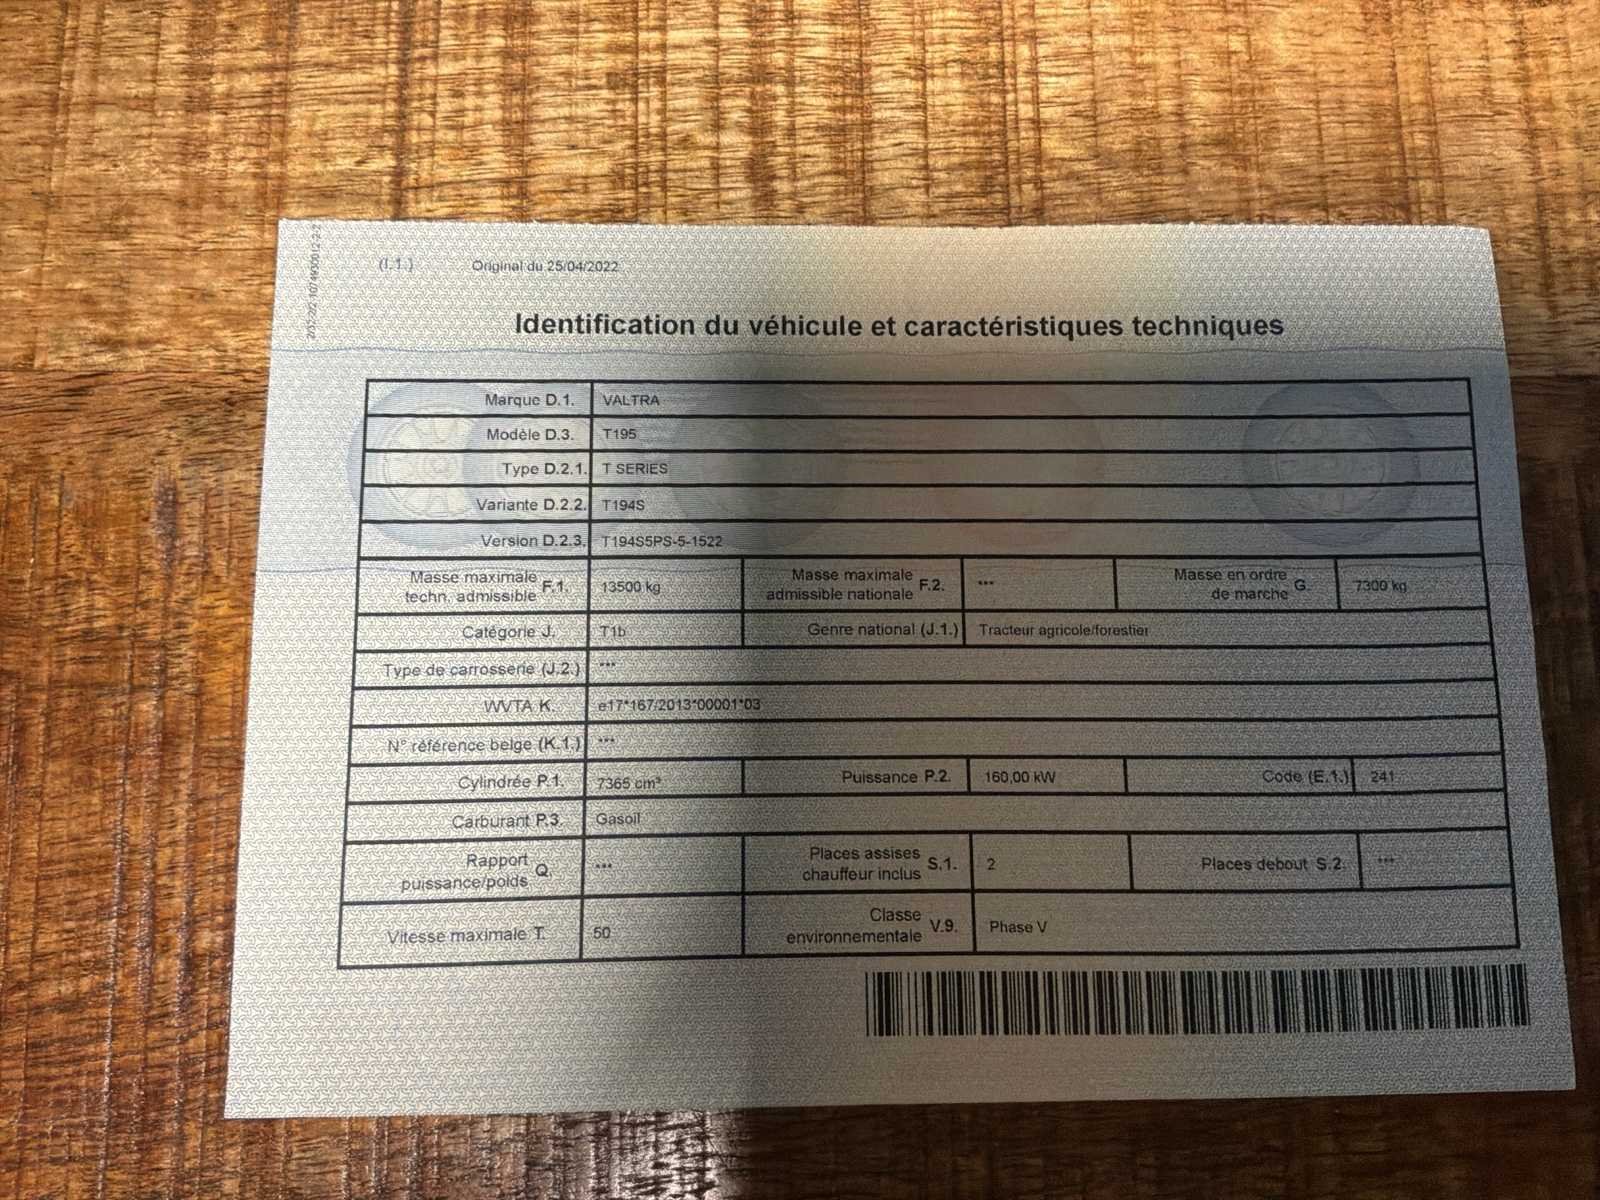 (I.1.) Original du 25/04/2022
Identification du véhicule et caractéristiques techniques
Marque D.1. VALTRA
Modèle D.3. T195
Type D.2.1. T SERIES
Variante D.2.2. T194S
Version D.2.3. T194S5PS-5-1522
Masse maximale techn. admissible F.1. 13500 kg Masse maximale admissible nationale F.2. *** Masse en ordre de marche G. 7300 kg
Catégorie J. T1b Genre national (J.1.) Tracteur agricole/forestier
Type de carrosserie (J.2.) ***
WVTA K. e17*167/2013*00001*03
N° référence belge (K.1.) ***
Cylindrée P.1. 7365 cm³ Puissance P.2. 160,00 kW Code (E.1.) 241
Carburant P.3. Gasoil
Rapport puissance/poids Q. *** Places assises chauffeur inclus S.1. 2 Places debout S.2. ***
Vitesse maximale T. 50 Classe environnementale V.9. Phase V